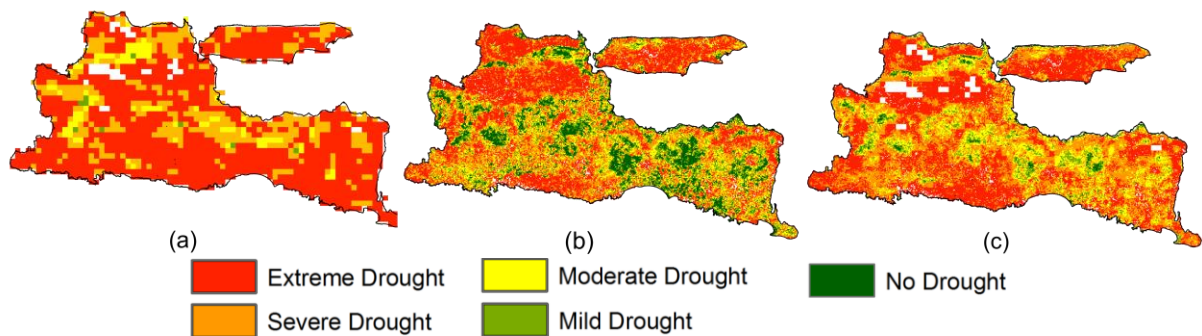 (a)
(b)
(c)
Extreme Drought
Moderate Drought
No Drought
Severe Drought
Mild Drought